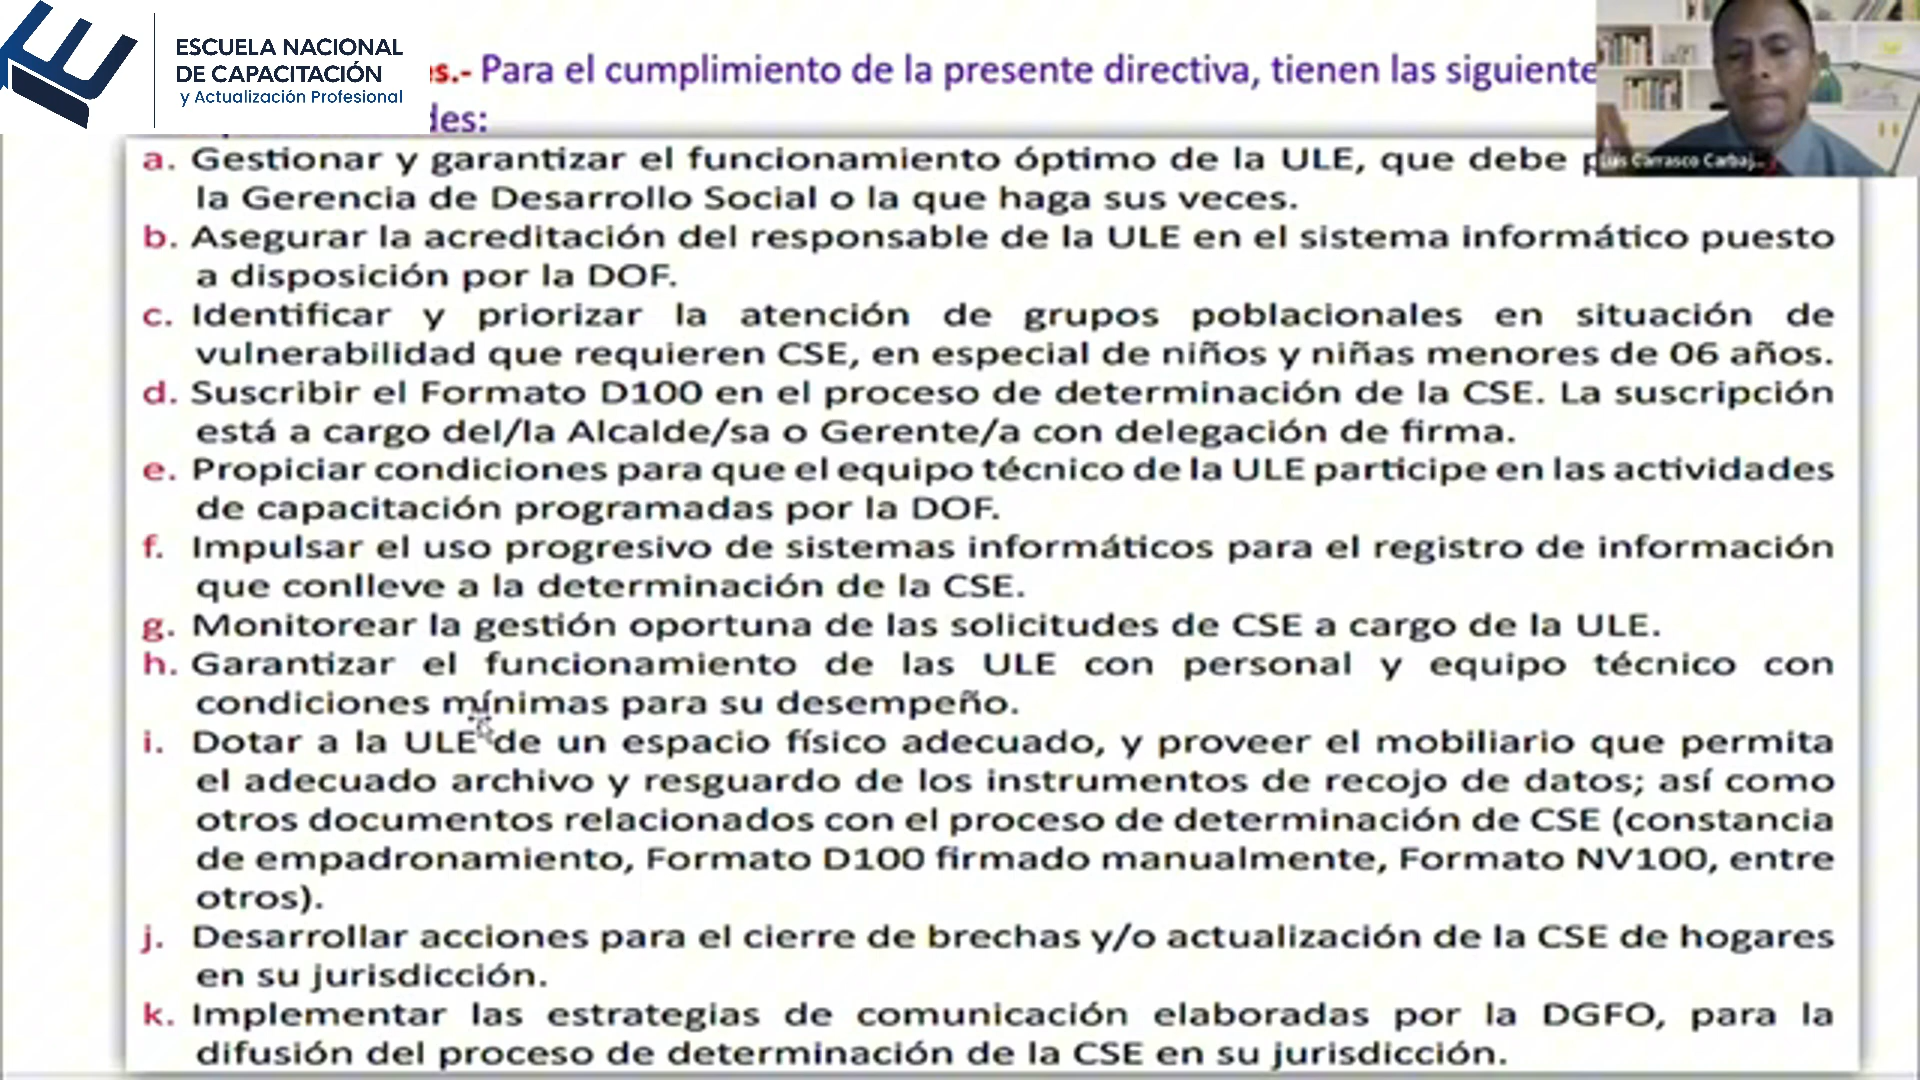 ESCUELA NACIONAL
DE CAPACITACIÓN
y Actualización Profesional
s.- Para el cumplimiento de la presente directiva, tienen las siguiente
des:
a. Gestionar y garantizar el funcionamiento óptimo de la ULE, que debe
la Gerencia de Desarrollo Social o la que haga sus veces.
b. Asegurar la acreditación del responsable de la ULE en el sistema informático puesto
a disposición por la DOF.
c. Identificar y priorizar la atención de grupos poblacionales en situación de
vulnerabilidad que requieren CSE, en especial de niños y niñas menores de 06 años.
d. Suscribir el Formato D100 en el proceso de determinación de la CSE. La suscripción
está a cargo del/la Alcalde/sa o Gerente/a con delegación de firma.
e. Propiciar condiciones para que el equipo técnico de la ULE participe en las actividades
de capacitación programadas por la DOF.
f. Impulsar el uso progresivo de sistemas informáticos para el registro de información
que conlleve a la determinación de la CSE.
g. Monitorear la gestión oportuna de las solicitudes de CSE a cargo de la ULE.
h. Garantizar el funcionamiento de las ULE con personal y equipo técnico con
condiciones mínimas para su desempeño.
i. Dotar a la ULE de un espacio físico adecuado, y proveer el mobiliario que permita
el adecuado archivo y resguardo de los instrumentos de recojo de datos; así como
otros documentos relacionados con el proceso de determinación de CSE (constancia
de empadronamiento, Formato D100 firmado manualmente, Formato NV100, entre
otros).
j. Desarrollar acciones para el cierre de brechas y/o actualización de la CSE de hogares
en su jurisdicción.
k. Implementar las estrategias de comunicación elaboradas por la DGFO, para la
difusión del proceso de determinación de la CSE en su jurisdicción.
Luis Carrasco Carbaj...